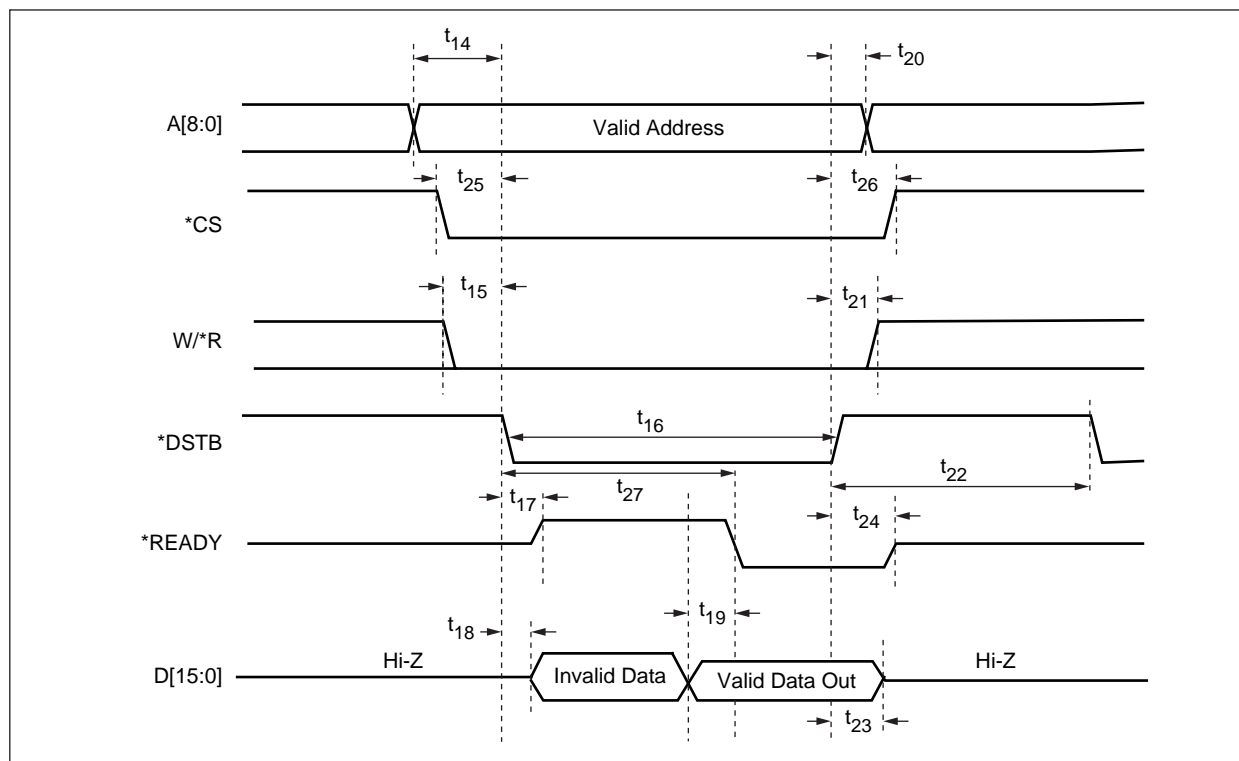 t14
t20
A[8:0]
Valid Address
t25
t26
*CS
t15
t21
W/*R
t16
*DSTB
t27
t22
t17
t24
*READY
t19
t18
Hi-Z
Hi-Z
D[15:0]
Invalid Data
Valid Data Out
t23